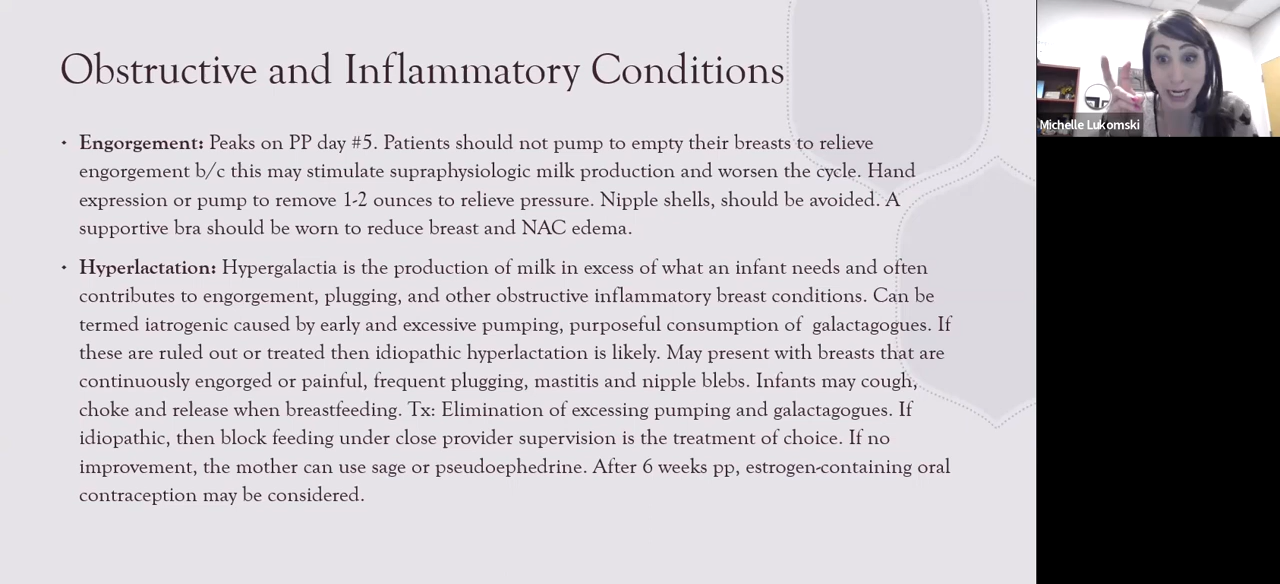 Obstructive and Inflammatory Conditions
• Engorgement: Peaks on PP day #5. Patients should not pump to empty their breasts to relieve
engorgement b/c this may stimulate supraphysiologic milk production and worsen the cycle. Hand
expression or pump to remove 1-2 ounces to relieve pressure. Nipple shells, should be avoided. A
supportive bra should be worn to reduce breast and NAC edema.
• Hyperlactation: Hypergalactia is the production of milk in excess of what an infant needs and often
contributes to engorgement, plugging, and other obstructive inflammatory breast conditions. Can be
termed iatrogenic caused by early and excessive pumping, purposeful consumption of galactagogues. If
these are ruled out or treated then idiopathic hyperlactation is likely. May present with breasts that are
continuously engorged or painful, frequent plugging, mastitis and nipple blebs. Infants may cough,
choke and release when breastfeeding. Tx: Elimination of excessing pumping and galactagogues. If
idiopathic, then block feeding under close provider supervision is the treatment of choice. If no
improvement, the mother can use sage or pseudoephedrine. After 6 weeks pp, estrogen-containing oral
contraception may be considered.
Michelle Lukomski